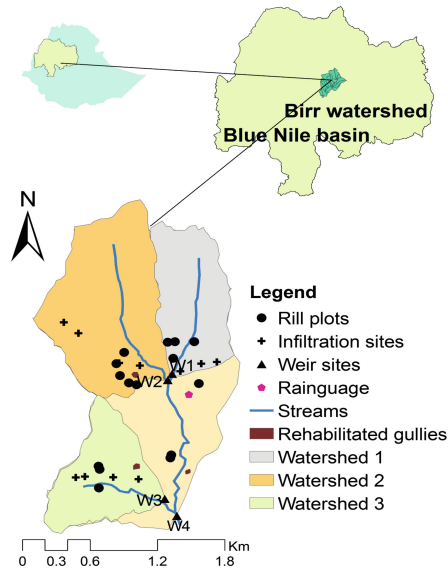 Birr watershed
Blue Nile basin
N
Legend
Rill plots
Infiltration sites
Weir sites
Rainguage
Streams
Rehabilitated gullies
Watershed 1
Watershed 2
Watershed 3
W1
W2
W3
W4
Km
0 0.3 0.6 1.2 1.8